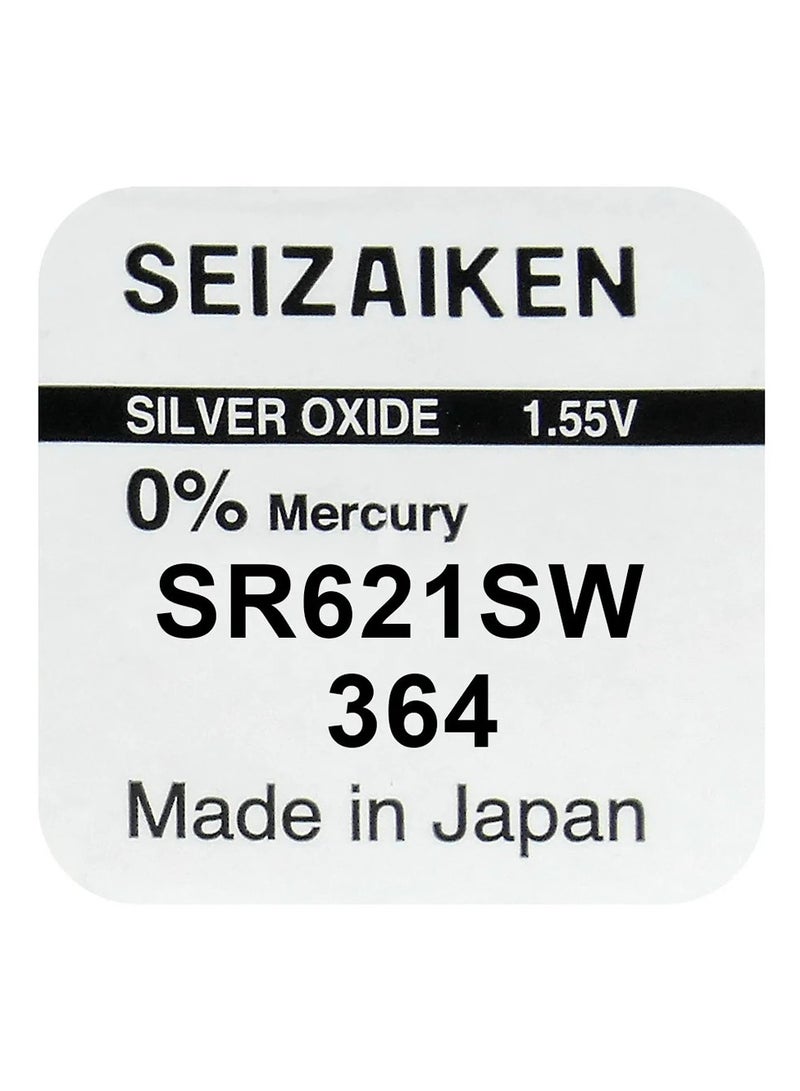 SEIZAIKEN
SILVER OXIDE 1.55V
0% Mercury
SR621SW
364
Made in Japan